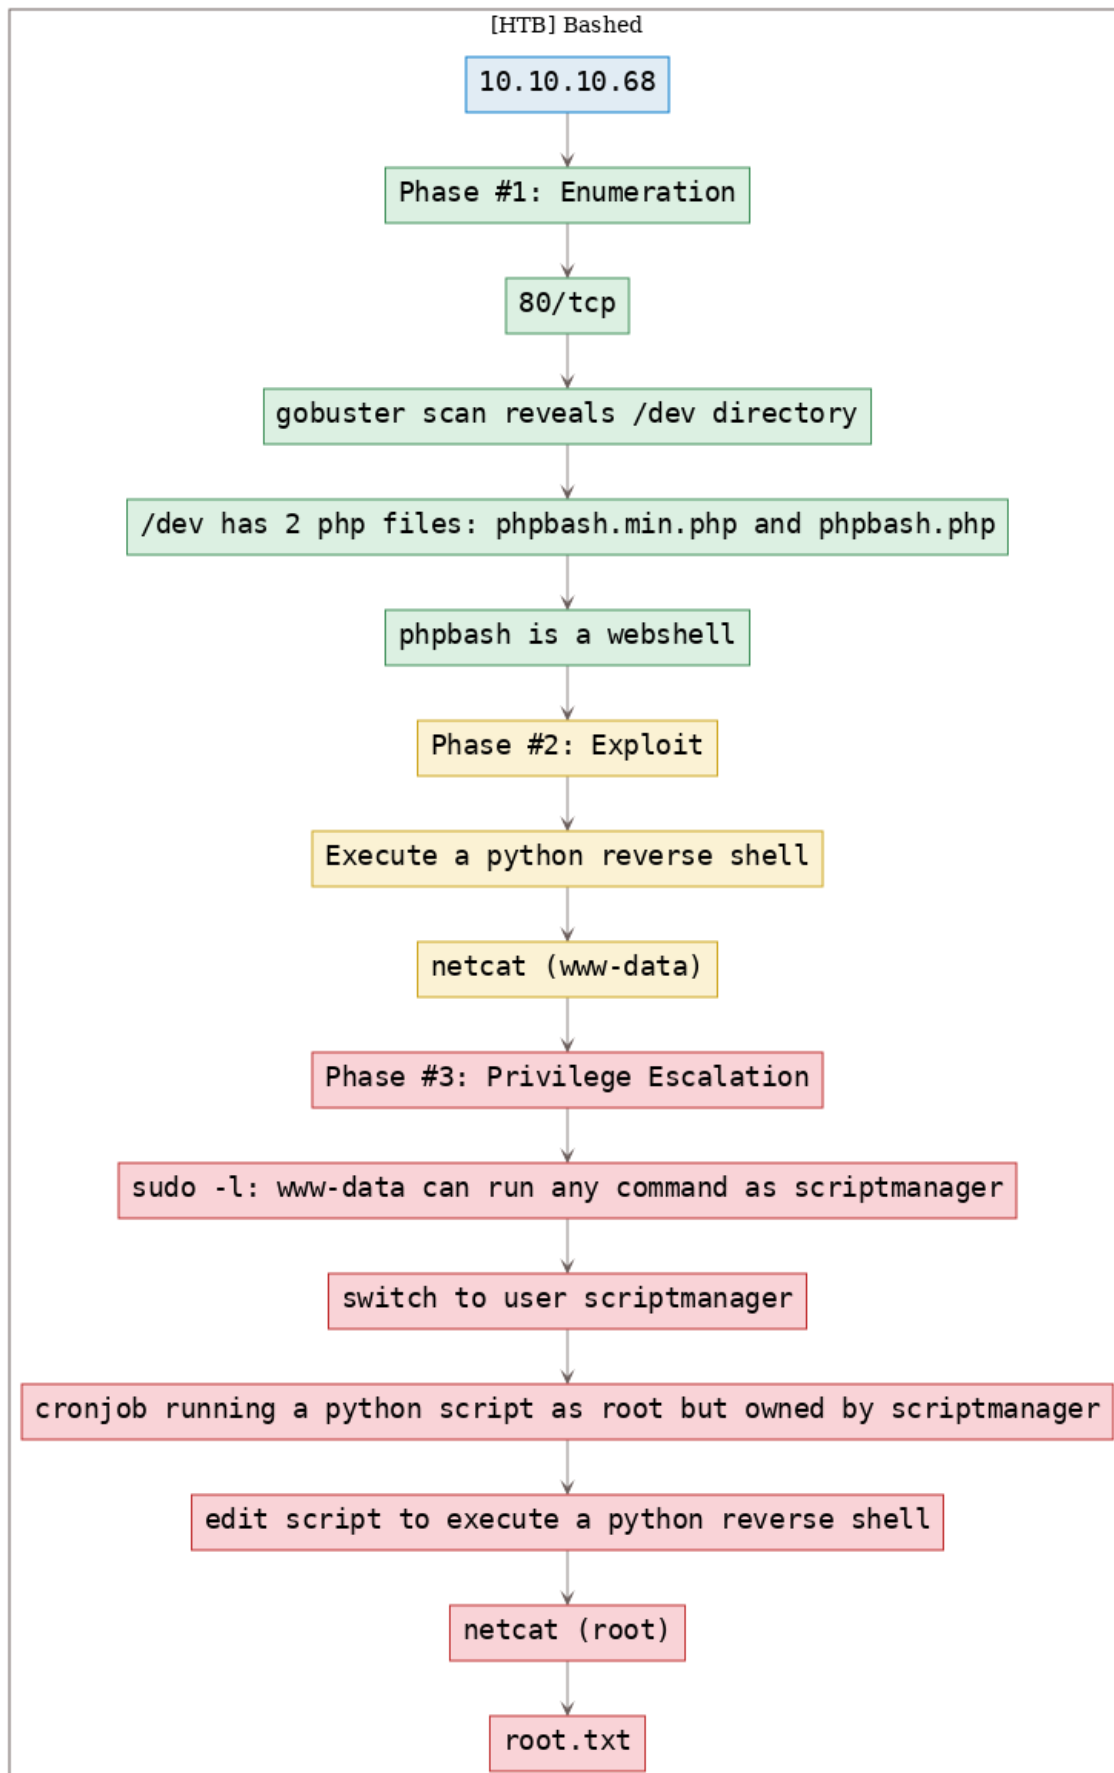 [HTB] Bashed
10.10.10.68
Phase #1: Enumeration
80/tcp
gobuster scan reveals /dev directory
/dev has 2 php files: phpbash.min.php and phpbash.php
phpbash is a webshell
Phase #2: Exploit
Execute a python reverse shell
netcat (www-data)
Phase #3: Privilege Escalation
sudo -l: www-data can run any command as scriptmanager
switch to user scriptmanager
cronjob running a python script as root but owned by scriptmanager
edit script to execute a python reverse shell
netcat (root)
root.txt